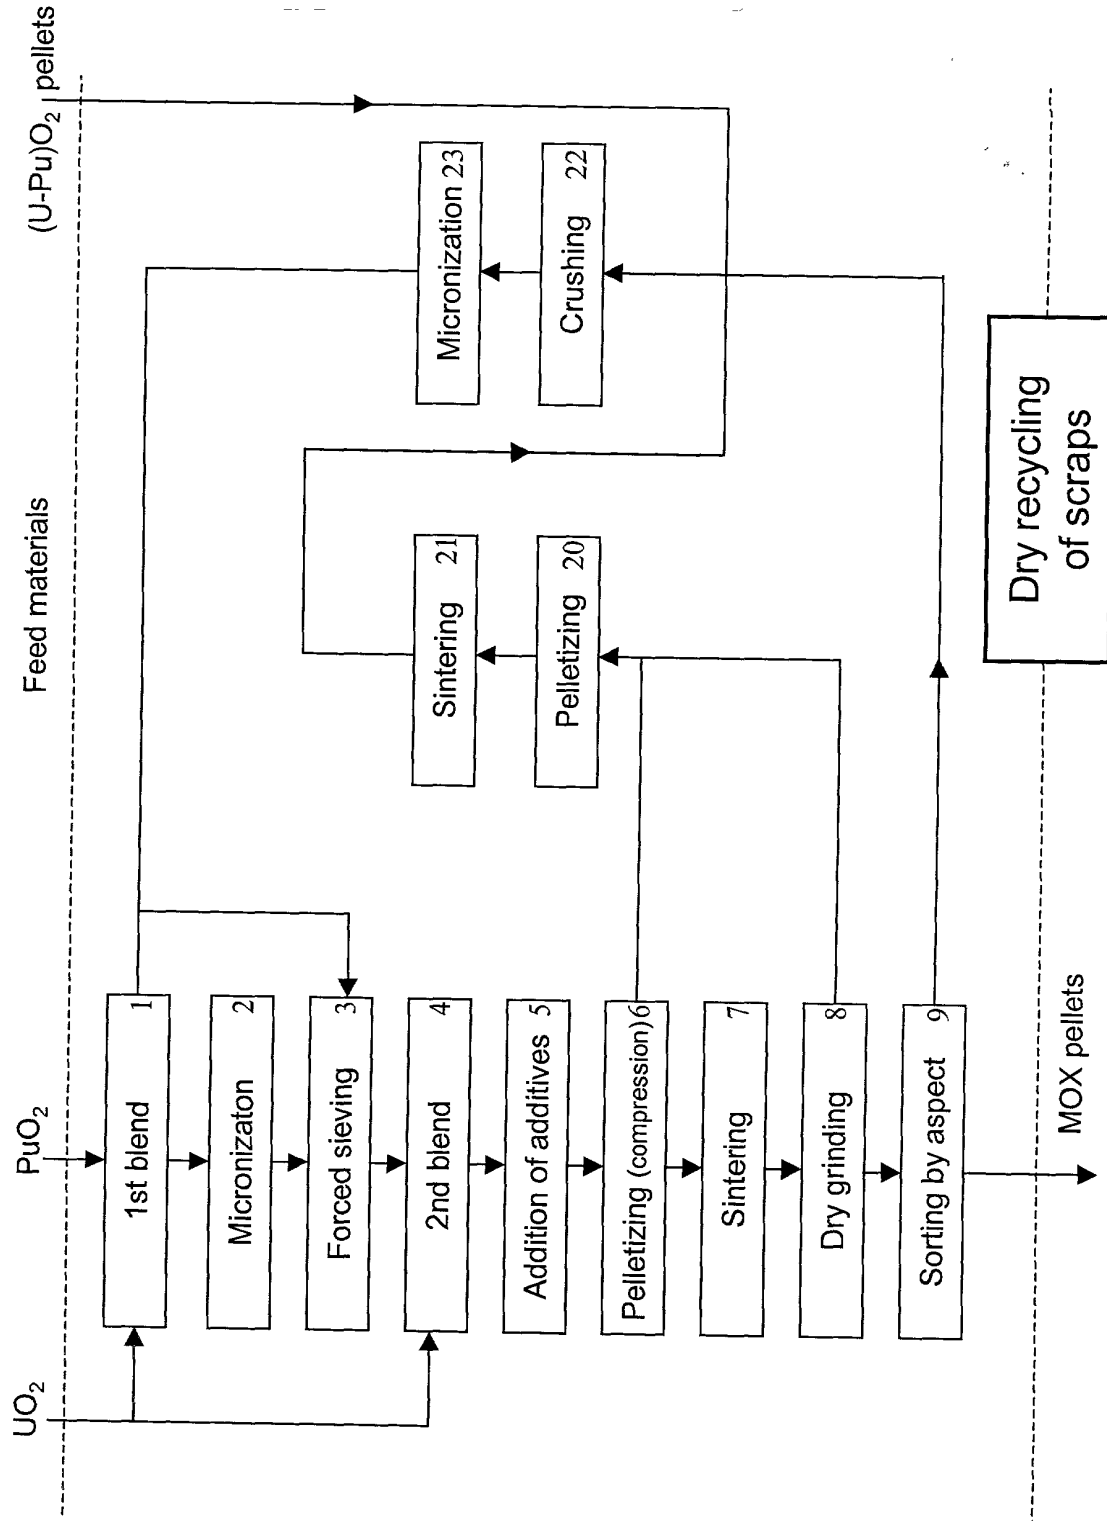 Feed materials
UO2
PuO2
(U-Pu)O2 pellets
1st blend 1
Micronizaton 2
Forced sieving 3
2nd blend 4
Addition of additives 5
Pelletizing (compression) 6
Sintering 7
Dry grinding 8
Sorting by aspect 9
Sintering 21
Pelletizing 20
Micronization 23
Crushing 22
MOX pellets
Dry recycling
of scraps